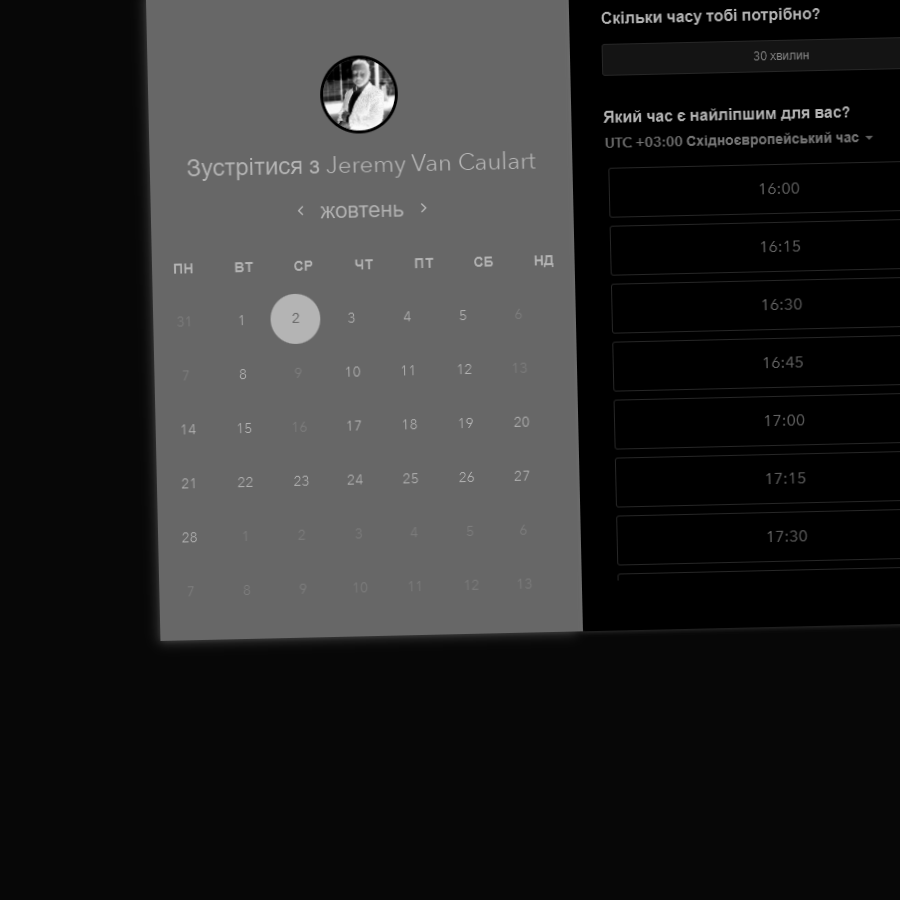 Зустрітися з Jeremy Van Caulart
‹ жовтень ›
ПН ВТ СР ЧТ ПТ СБ НД
31 1 2 3 4 5 6
7 8 9 10 11 12 13
14 15 16 17 18 19 20
21 22 23 24 25 26 27
28 1 2 3 4 5 6
7 8 9 10 11 12 13
Скільки часу тобі потрібно?
30 хвилин
Який час є найліпшим для вас?
UTC +03:00 Східноєвропейський час
16:00
16:15
16:30
16:45
17:00
17:15
17:30